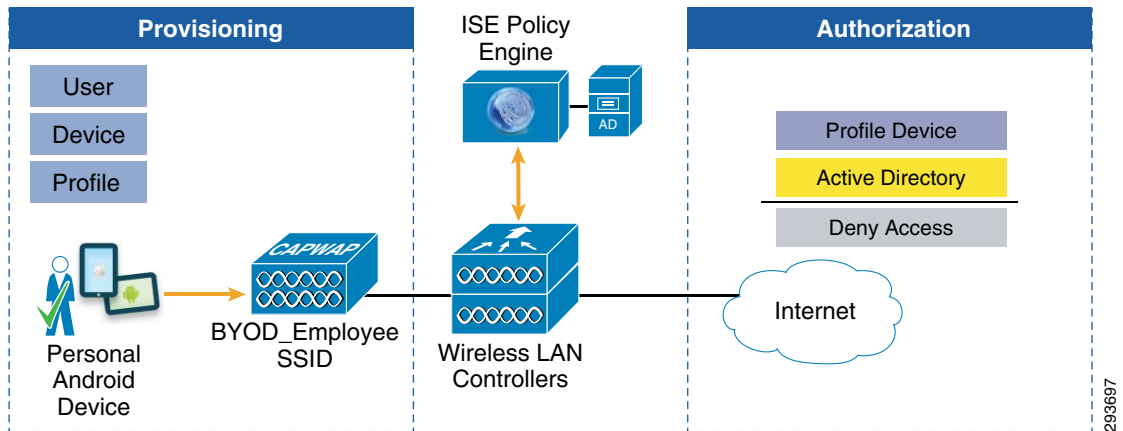 Provisioning
ISE Policy
Engine
Authorization
User
Device
Profile
AD
Profile Device
Active Directory
Deny Access
CAPWAP
Internet
BYOD_Employee
SSID
Personal
Android
Device
Wireless LAN
Controllers
293697